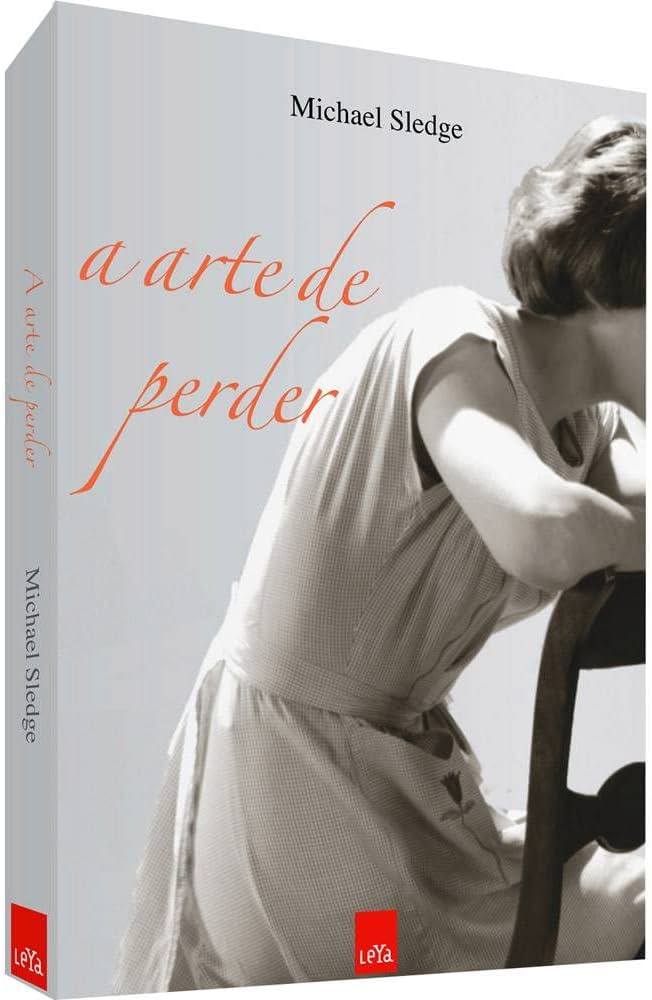 Michael Sledge
a arte de
perder
A arte de perder
Michael Sledge
LeYa
LeYa